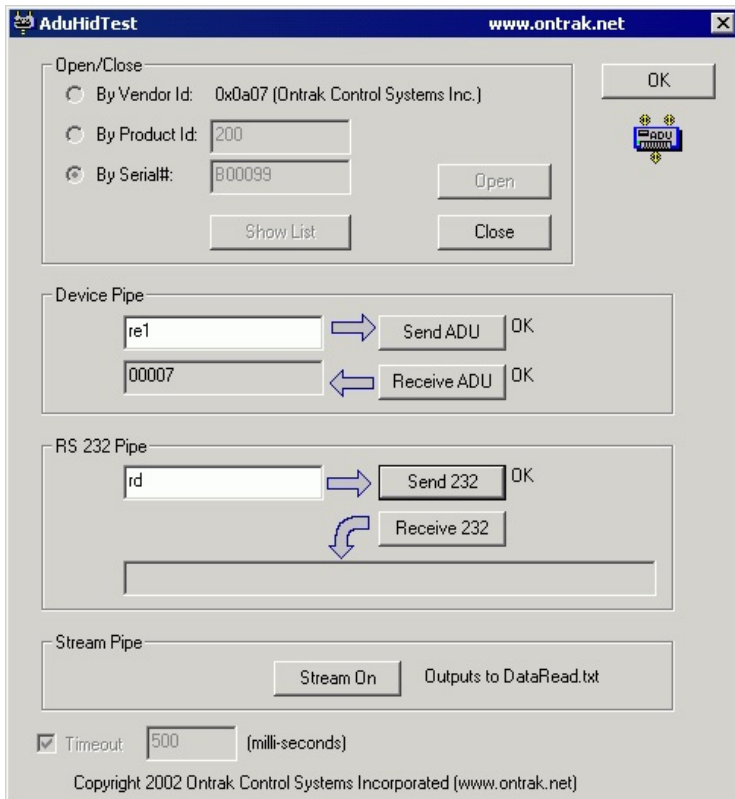 AduHidTest www.ontrak.net
Open/Close
By Vendor Id: 0x0a07 (Ontrak Control Systems Inc.)
OK
By Product Id: 200
ADU
By Serial#: B00099
Open
Show List
Close
Device Pipe
re1
Send ADU OK
00007
Receive ADU OK
RS 232 Pipe
rd
Send 232 OK
Receive 232
Stream Pipe
Stream On Outputs to DataRead.txt
Timeout 500 (milli-seconds)
Copyright 2002 Ontrak Control Systems Incorporated (www.ontrak.net)